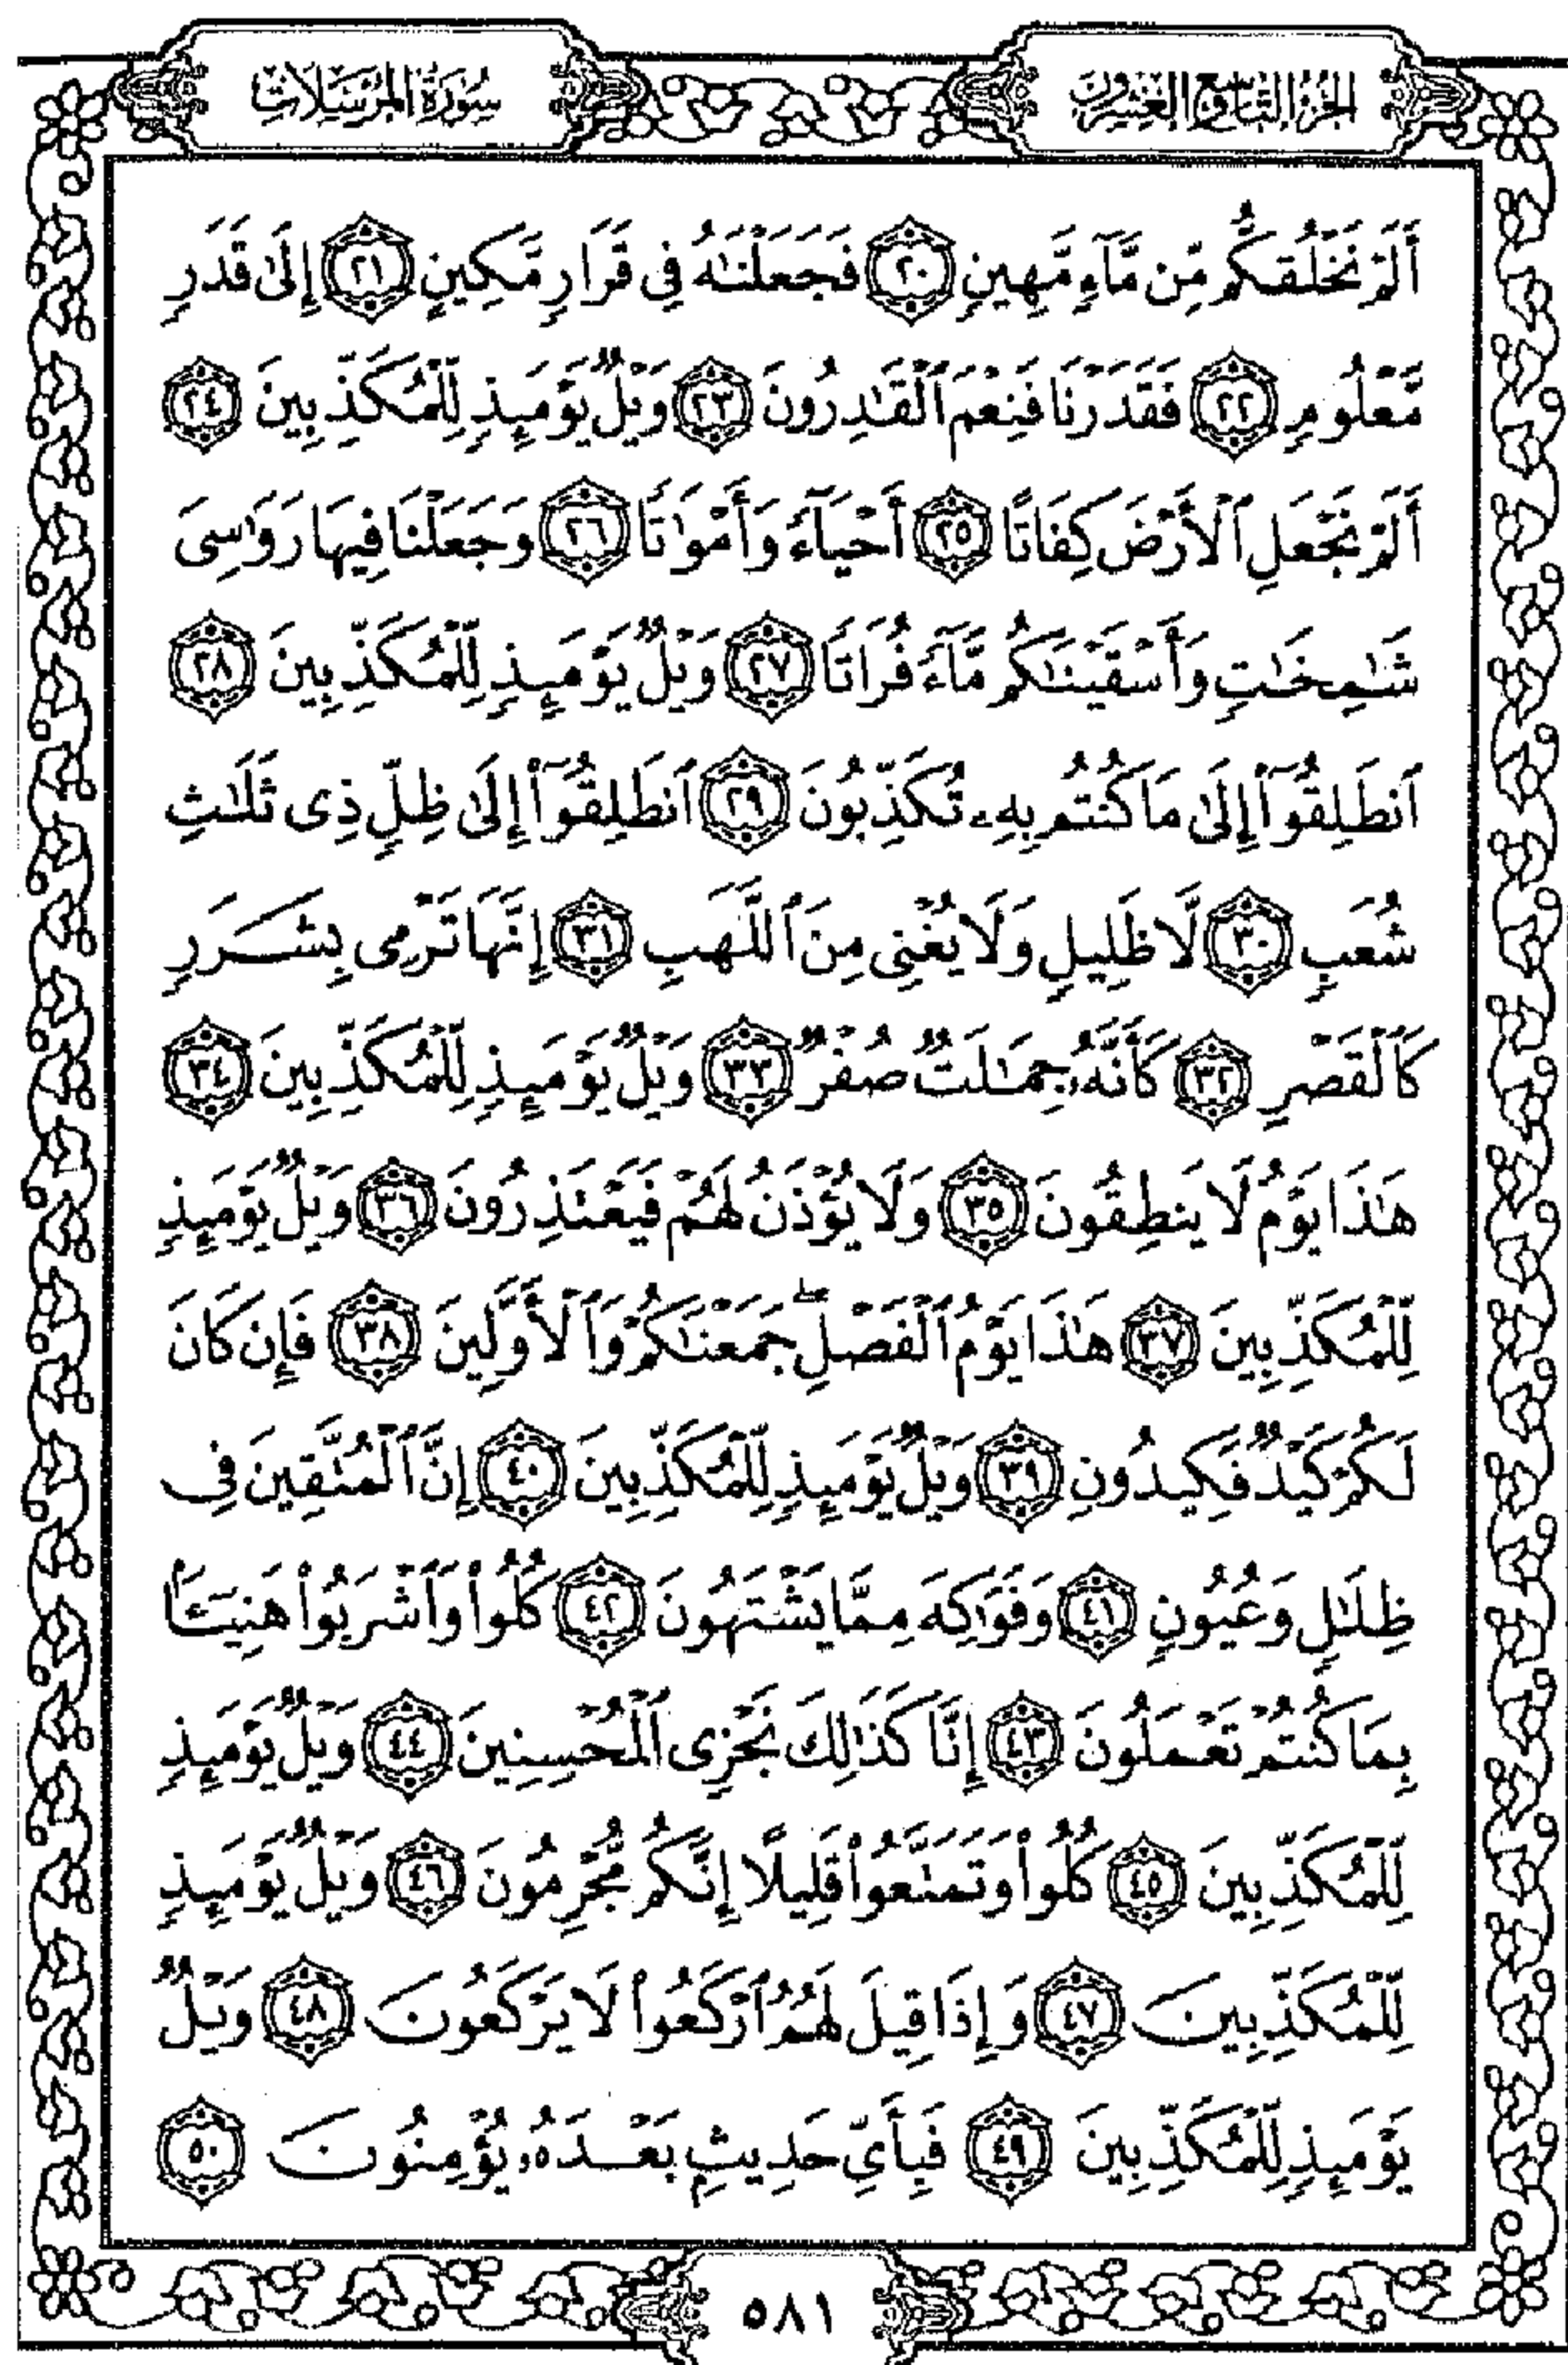 الجزء التاسع والعشرون
سورة المرسلات
أَلَمْ نَخْلُقكُّم مِّن مَّآءٍ مَّهِينٍ ٢٠ فَجَعَلْنَٰهُ فِي قَرَارٍ مَّكِينٍ ٢١ إِلَىٰ قَدَرٍ
مَّعْلُومٍ ٢٢ فَقَدَرْنَا فَنِعْمَ ٱلْقَٰدِرُونَ ٢٣ وَيْلٌ يَوْمَئِذٍ لِّلْمُكَذِّبِينَ ٢٤
أَلَمْ نَجْعَلِ ٱلْأَرْضَ كِفَاتًا ٢٥ أَحْيَآءً وَأَمْوَٰتًا ٢٦ وَجَعَلْنَا فِيهَا رَوَٰسِىَ
شَٰمِخَٰتٍ وَأَسْقَيْنَٰكُم مَّآءً فُرَاتًا ٢٧ وَيْلٌ يَوْمَئِذٍ لِّلْمُكَذِّبِينَ ٢٨
ٱنطَلِقُوٓا۟ إِلَىٰ مَا كُنتُم بِهِۦ تُكَذِّبُونَ ٢٩ ٱنطَلِقُوٓا۟ إِلَىٰ ظِلٍّ ذِى ثَلَٰثِ
شُعَبٍ ٣٠ لَّا ظَلِيلٍ وَلَا يُغْنِى مِنَ ٱللَّهَبِ ٣١ إِنَّهَا تَرْمِى بِشَرَرٍ
كَٱلْقَصْرِ ٣٢ كَأَنَّهُۥ جِمَٰلَتٌ صُفْرٌ ٣٣ وَيْلٌ يَوْمَئِذٍ لِّلْمُكَذِّبِينَ ٣٤
هَٰذَا يَوْمُ لَا يَنطِقُونَ ٣٥ وَلَا يُؤْذَنُ لَهُمْ فَيَعْتَذِرُونَ ٣٦ وَيْلٌ يَوْمَئِذٍ
لِّلْمُكَذِّبِينَ ٣٧ هَٰذَا يَوْمُ ٱلْفَصْلِ ۖ جَمَعْنَٰكُمْ وَٱلْأَوَّلِينَ ٣٨ فَإِن كَانَ
لَكُمْ كَيْدٌ فَكِيدُونِ ٣٩ وَيْلٌ يَوْمَئِذٍ لِّلْمُكَذِّبِينَ ٤٠ إِنَّ ٱلْمُتَّقِينَ فِى
ظِلَٰلٍ وَعُيُونٍ ٤١ وَفَوَٰكِهَ مِمَّا يَشْتَهُونَ ٤٢ كُلُوا۟ وَٱشْرَبُوا۟ هَنِيٓـًٔا
بِمَا كُنتُمْ تَعْمَلُونَ ٤٣ إِنَّا كَذَٰلِكَ نَجْزِى ٱلْمُحْسِنِينَ ٤٤ وَيْلٌ يَوْمَئِذٍ
لِّلْمُكَذِّبِينَ ٤٥ كُلُوا۟ وَتَمَتَّعُوا۟ قَلِيلًا إِنَّكُم مُّجْرِمُونَ ٤٦ وَيْلٌ يَوْمَئِذٍ
لِّلْمُكَذِّبِينَ ٤٧ وَإِذَا قِيلَ لَهُمُ ٱرْكَعُوا۟ لَا يَرْكَعُونَ ٤٨ وَيْلٌ
يَوْمَئِذٍ لِّلْمُكَذِّبِينَ ٤٩ فَبِأَىِّ حَدِيثٍۭ بَعْدَهُۥ يُؤْمِنُونَ ٥٠
٥٨١